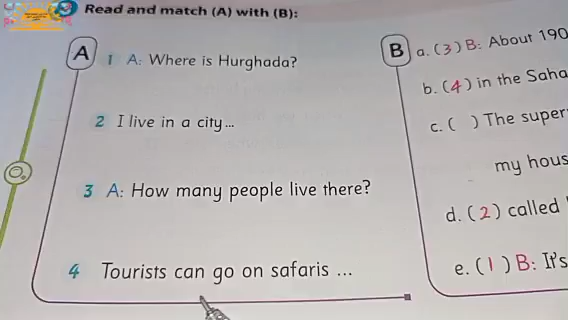 Read and match (A) with (B):
A
1 A: Where is Hurghada?
2 I live in a city...
3 A: How many people live there?
4 Tourists can go on safaris ...
B
a. (3) B: About 190
b. (4) in the Saha
c. ( ) The super
my hous
d. (2) called
e. (1) B: It's